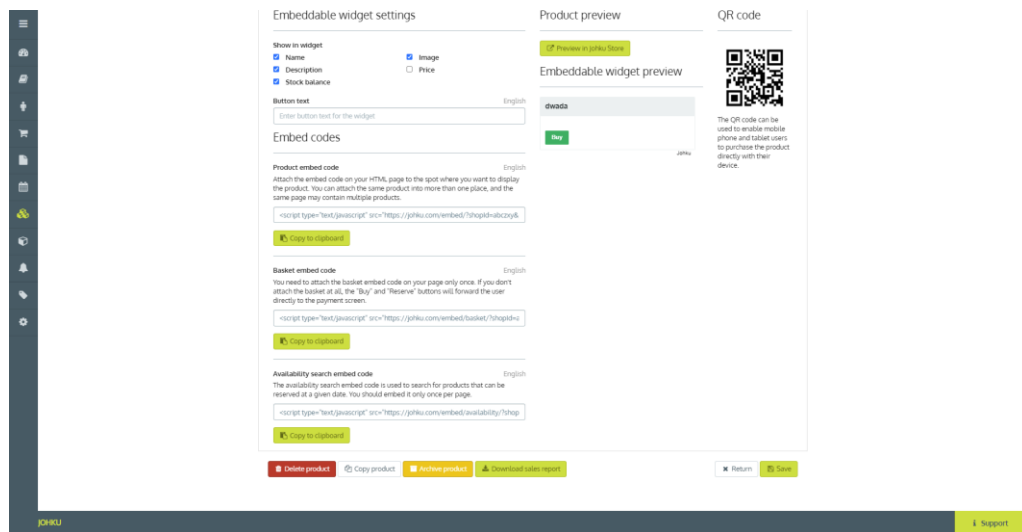 Embeddable widget settings
Show in widget
Name
Image
Description
Price
Stock balance
Button text
English
Enter button text for the widget
Embed codes
Product embed code
English
Attach the embed code on your HTML page to the spot where you want to display
the product. You can attach the same product into more than one place, and the
same page may contain multiple products.
<script type="text/javascript" src="https://johku.com/embed/?shopId=abczxy&
Copy to clipboard
Basket embed code
English
You need to attach the basket embed code on your page only once. If you don't
attach the basket at all, the "Buy" and "Reserve" buttons will forward the user
directly to the payment screen.
<script type="text/javascript" src="https://johku.com/embed/basket/?shopId=a
Copy to clipboard
Availability search embed code
English
The availability search embed code is used to search for products that can be
reserved at a given date. You should embed it only once per page.
<script type="text/javascript" src="https://johku.com/embed/availability/?shop
Copy to clipboard
Product preview
Preview in Johku Store
Embeddable widget preview
dwada
Buy
Johku
QR code
The QR code can be
used to enable mobile
phone and tablet users
to purchase the product
directly with their
device.
Delete product
Copy product
Archive product
Download sales report
Return
Save
JOHKU
Support